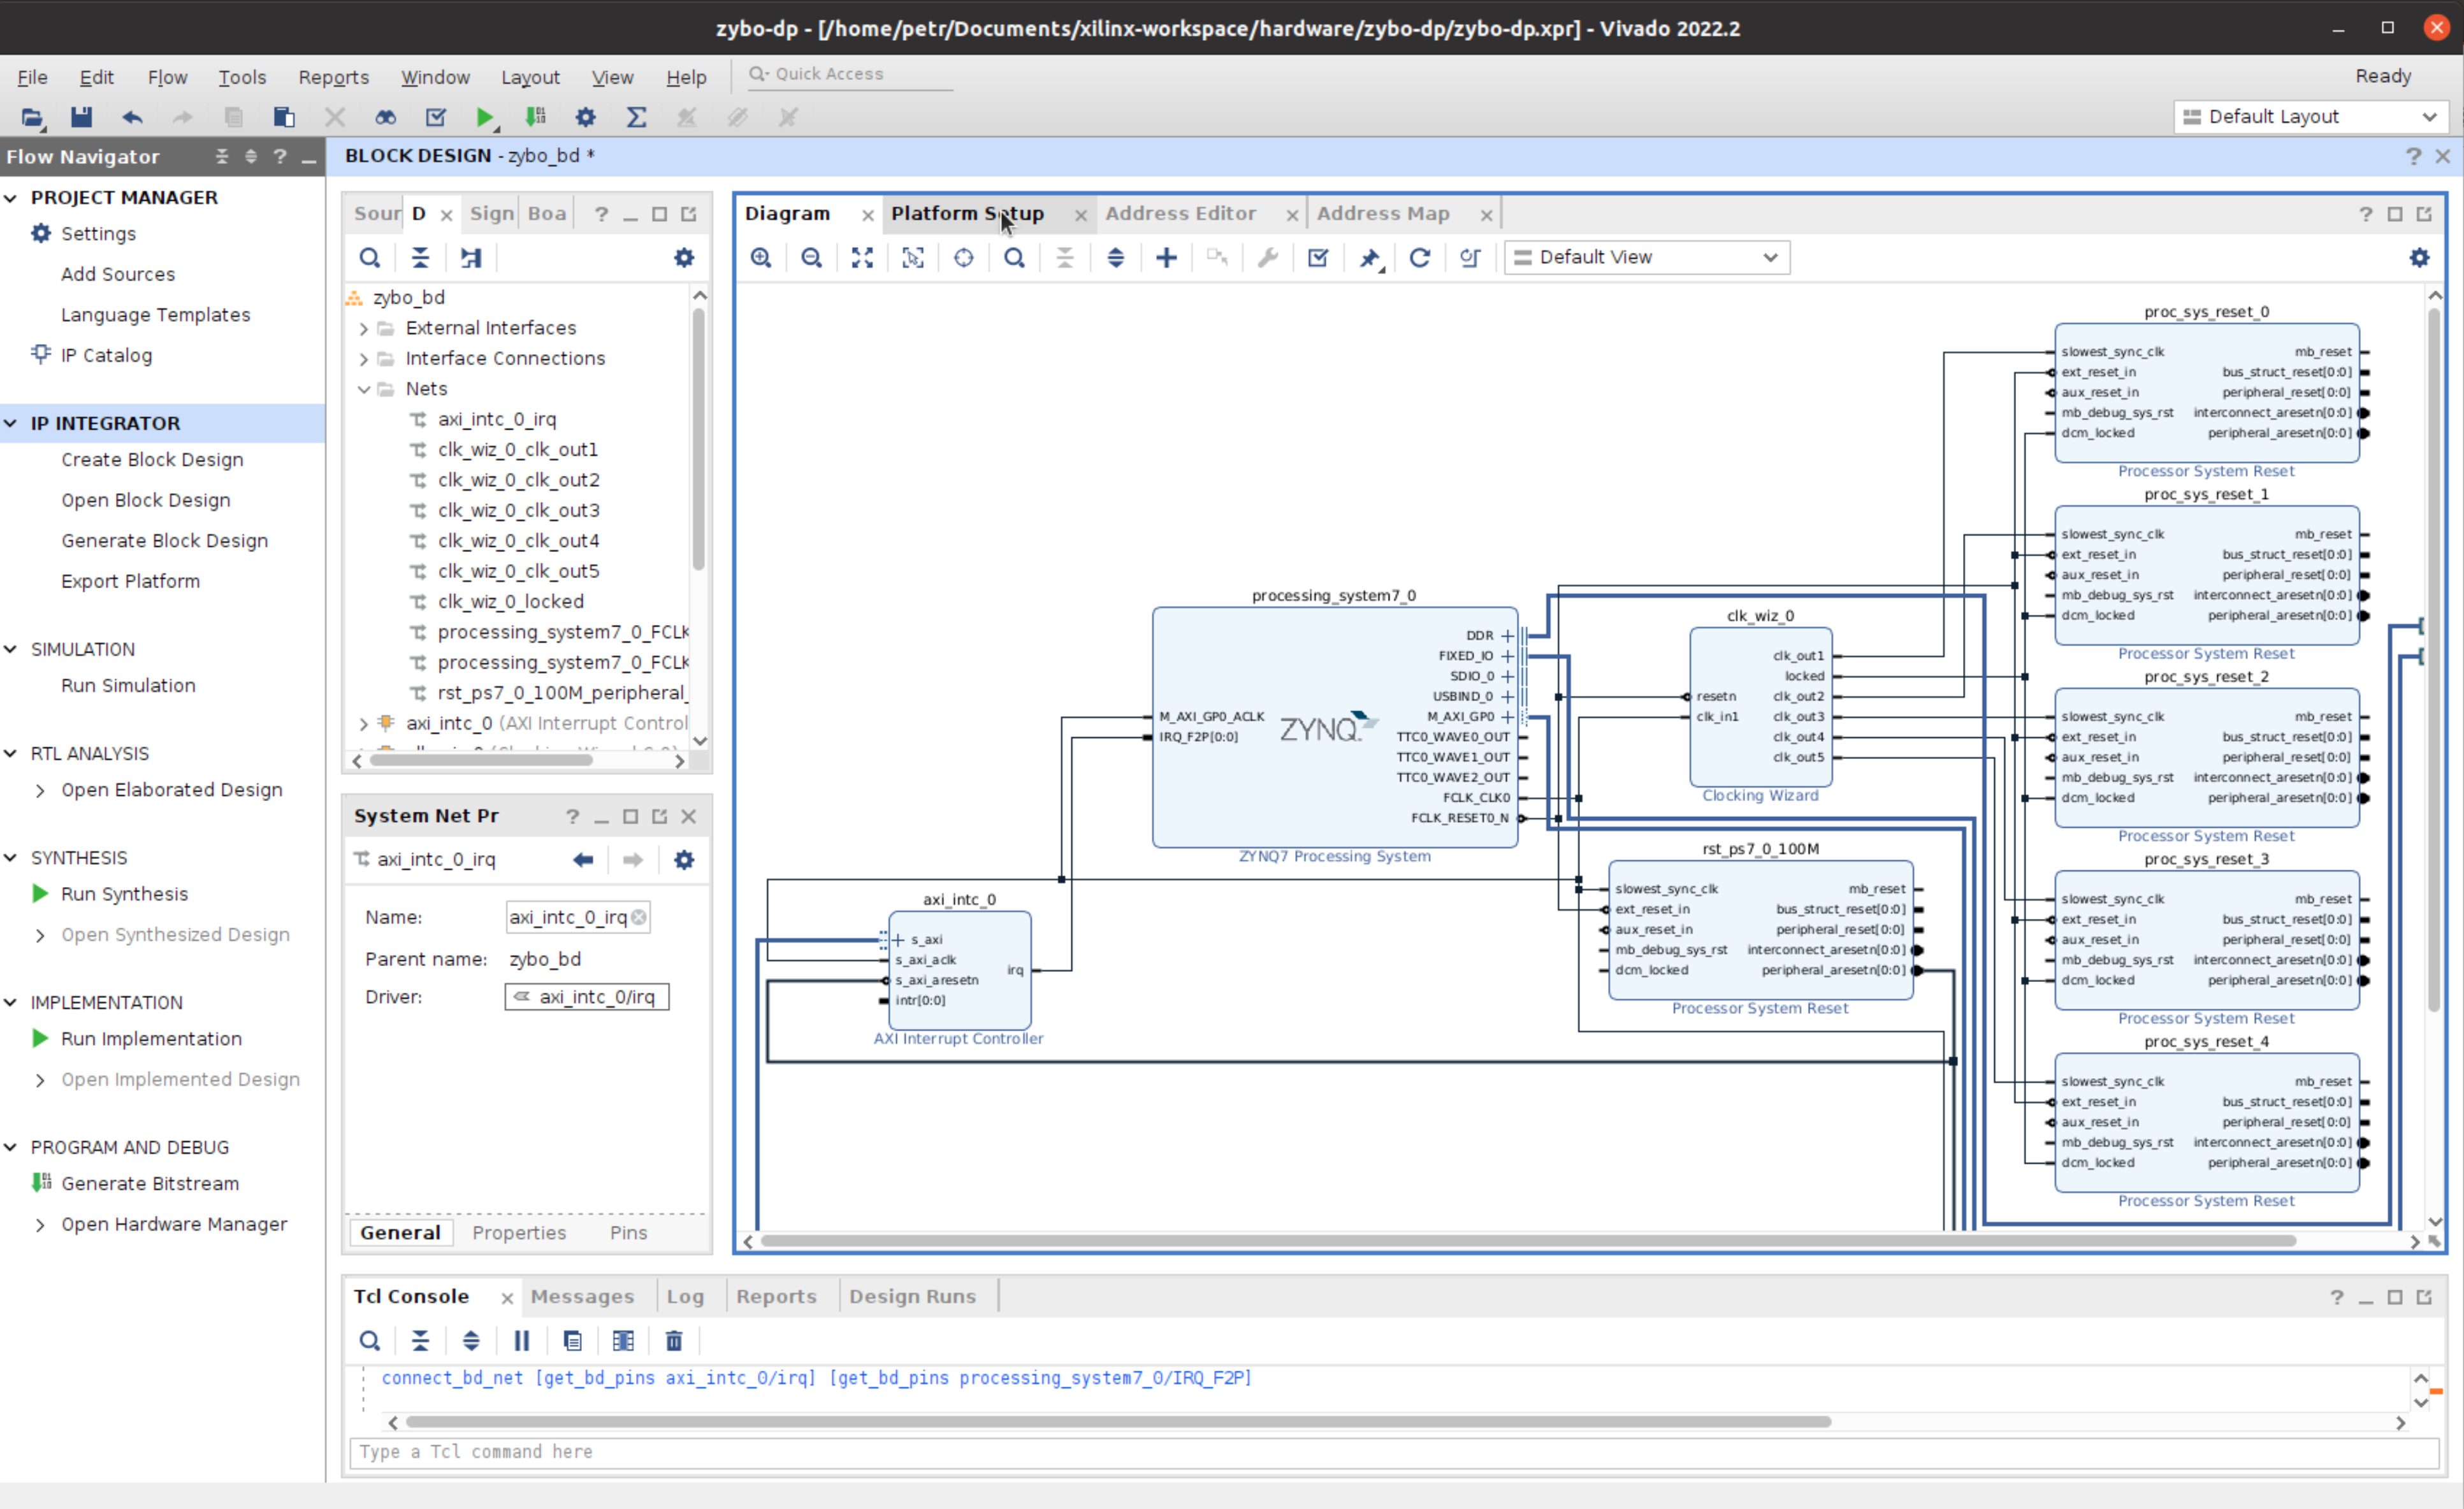 zybo-dp - [/home/petr/Documents/xilinx-workspace/hardware/zybo-dp/zybo-dp.xpr] - Vivado 2022.2
File Edit Flow Tools Reports Window Layout View Help Quick Access Ready
Default Layout
Flow Navigator
PROJECT MANAGER
Settings
Add Sources
Language Templates
IP Catalog
IP INTEGRATOR
Create Block Design
Open Block Design
Generate Block Design
Export Platform
SIMULATION
Run Simulation
RTL ANALYSIS
Open Elaborated Design
SYNTHESIS
Run Synthesis
Open Synthesized Design
IMPLEMENTATION
Run Implementation
Open Implemented Design
PROGRAM AND DEBUG
Generate Bitstream
Open Hardware Manager
BLOCK DESIGN - zybo_bd *
Sour D Sign Boa
zybo_bd
External Interfaces
Interface Connections
Nets
axi_intc_0_irq
clk_wiz_0_clk_out1
clk_wiz_0_clk_out2
clk_wiz_0_clk_out3
clk_wiz_0_clk_out4
clk_wiz_0_clk_out5
clk_wiz_0_locked
processing_system7_0_FCLK
processing_system7_0_FCLK
rst_ps7_0_100M_peripheral_
axi_intc_0 (AXI Interrupt Control
System Net Pr
axi_intc_0_irq
Name: axi_intc_0_irq
Parent name: zybo_bd
Driver: axi_intc_0/irq
General Properties Pins
Diagram Platform Setup Address Editor Address Map
Default View
processing_system7_0
DDR
FIXED_IO
SDIO_0
USBIND_0
M_AXI_GP0_ACLK M_AXI_GP0
IRQ_F2P[0:0] TTC0_WAVE0_OUT
ZYNQ
TTC0_WAVE1_OUT
TTC0_WAVE2_OUT
FCLK_CLK0
FCLK_RESET0_N
ZYNQ7 Processing System
axi_intc_0
s_axi
s_axi_aclk
irq
s_axi_aresetn
intr[0:0]
AXI Interrupt Controller
clk_wiz_0
clk_out1
locked
resetn clk_out2
clk_in1 clk_out3
clk_out4
clk_out5
Clocking Wizard
rst_ps7_0_100M
slowest_sync_clk mb_reset
ext_reset_in bus_struct_reset[0:0]
aux_reset_in peripheral_reset[0:0]
mb_debug_sys_rst interconnect_aresetn[0:0]
dcm_locked peripheral_aresetn[0:0]
Processor System Reset
proc_sys_reset_0
slowest_sync_clk mb_reset
ext_reset_in bus_struct_reset[0:0]
aux_reset_in peripheral_reset[0:0]
mb_debug_sys_rst interconnect_aresetn[0:0]
dcm_locked peripheral_aresetn[0:0]
Processor System Reset
proc_sys_reset_1
slowest_sync_clk mb_reset
ext_reset_in bus_struct_reset[0:0]
aux_reset_in peripheral_reset[0:0]
mb_debug_sys_rst interconnect_aresetn[0:0]
dcm_locked peripheral_aresetn[0:0]
Processor System Reset
proc_sys_reset_2
slowest_sync_clk mb_reset
ext_reset_in bus_struct_reset[0:0]
aux_reset_in peripheral_reset[0:0]
mb_debug_sys_rst interconnect_aresetn[0:0]
dcm_locked peripheral_aresetn[0:0]
Processor System Reset
proc_sys_reset_3
slowest_sync_clk mb_reset
ext_reset_in bus_struct_reset[0:0]
aux_reset_in peripheral_reset[0:0]
mb_debug_sys_rst interconnect_aresetn[0:0]
dcm_locked peripheral_aresetn[0:0]
Processor System Reset
proc_sys_reset_4
slowest_sync_clk mb_reset
ext_reset_in bus_struct_reset[0:0]
aux_reset_in peripheral_reset[0:0]
mb_debug_sys_rst interconnect_aresetn[0:0]
dcm_locked peripheral_aresetn[0:0]
Processor System Reset
Tcl Console Messages Log Reports Design Runs
connect_bd_net [get_bd_pins axi_intc_0/irq] [get_bd_pins processing_system7_0/IRQ_F2P]
Type a Tcl command here